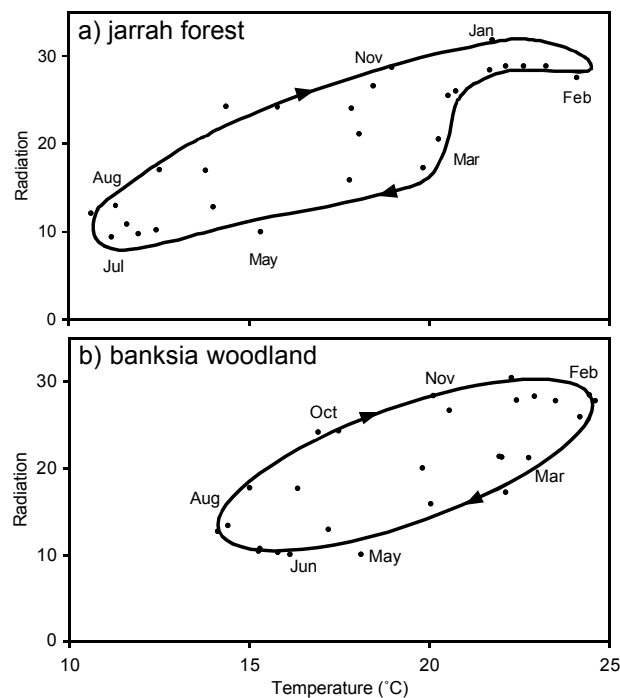 a) jarrah forest
30
20
10
0
Radiation
Jan
Nov
Feb
Mar
Aug
Jul
May
b) banksia woodland
30
20
10
0
Radiation
Feb
Nov
Oct
Mar
Aug
Jun
May
10
15
20
25
Temperature (˚C)